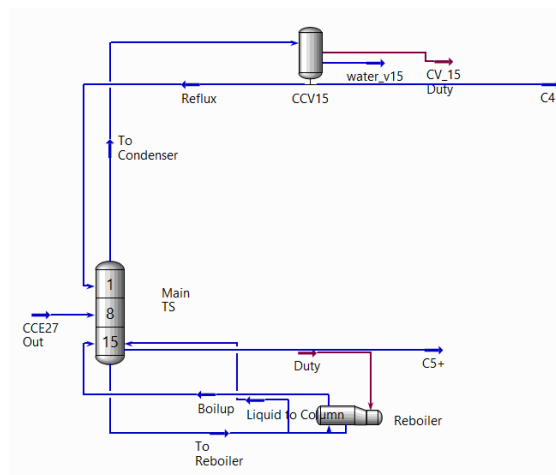 water_v15
CV_15
Duty
Reflux
CCV15
C4
To
Condenser
1
8
15
Main
TS
CCE27
Out
Duty
C5+
Boilup
Liquid to Column
Reboiler
To
Reboiler